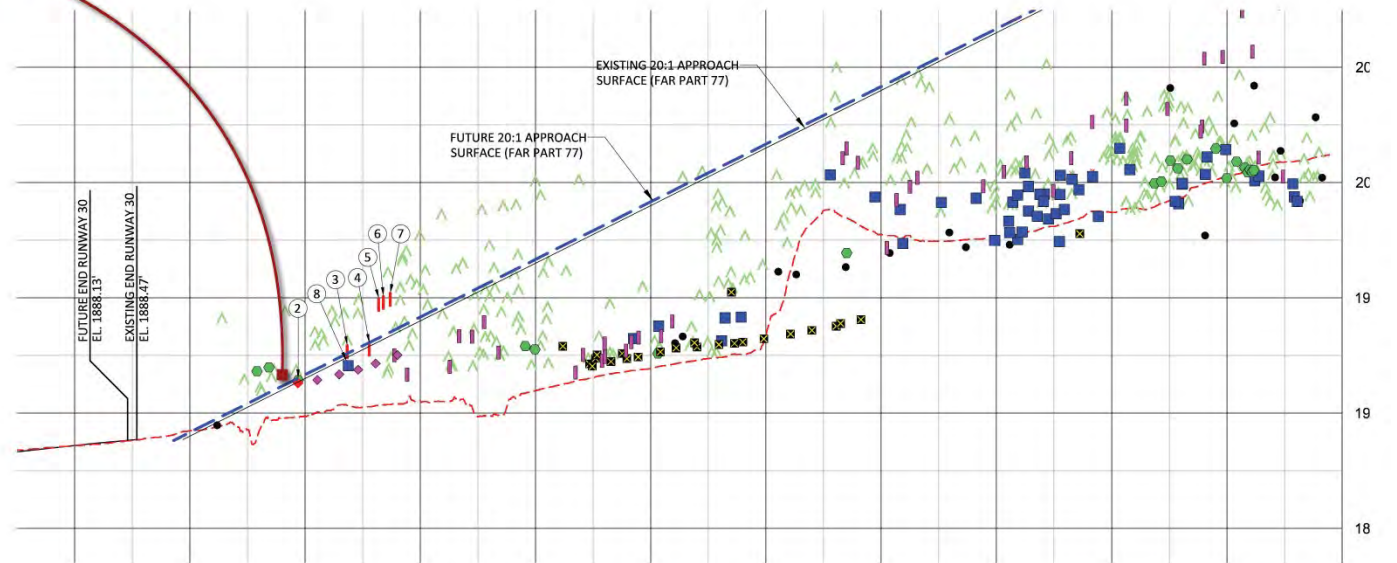 EXISTING 20:1 APPROACH
SURFACE (FAR PART 77)
20
FUTURE 20:1 APPROACH
SURFACE (FAR PART 77)
20
FUTURE END RUNWAY 30
EL. 1888.13'
EXISTING END RUNWAY 30
EL. 1888.47'
6
7
5
3
4
8
2
19
19
18